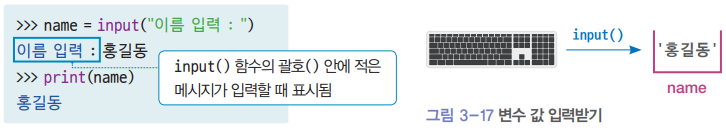 >>> name = input("이름 입력 : ")
이름 입력 : 홍길동
>>> print(name)
홍길동
input() 함수의 괄호() 안에 적은
메시지가 입력할 때 표시됨
input()
'홍길동'
name
그림 3-17 변수 값 입력받기